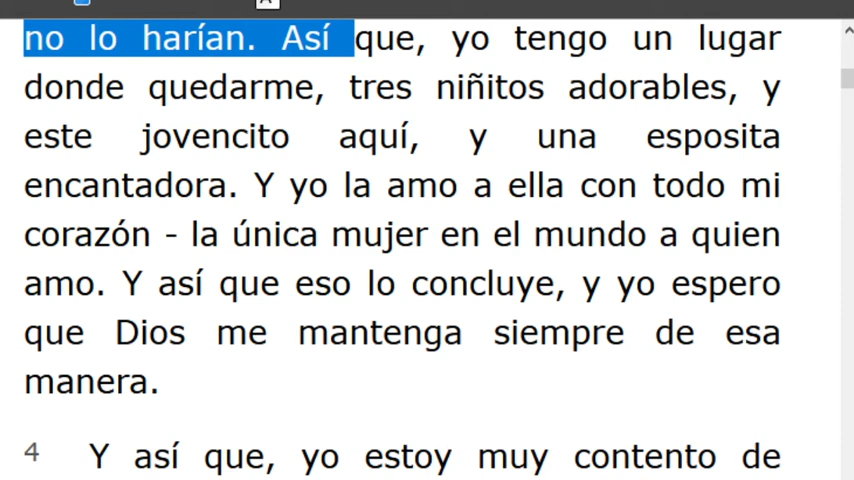 no lo harían. Así que, yo tengo un lugar
donde quedarme, tres niñitos adorables, y
este jovencito aquí, y una esposita
encantadora. Y yo la amo a ella con todo mi
corazón - la única mujer en el mundo a quien
amo. Y así que eso lo concluye, y yo espero
que Dios me mantenga siempre de esa
manera.
4 Y así que, yo estoy muy contento de